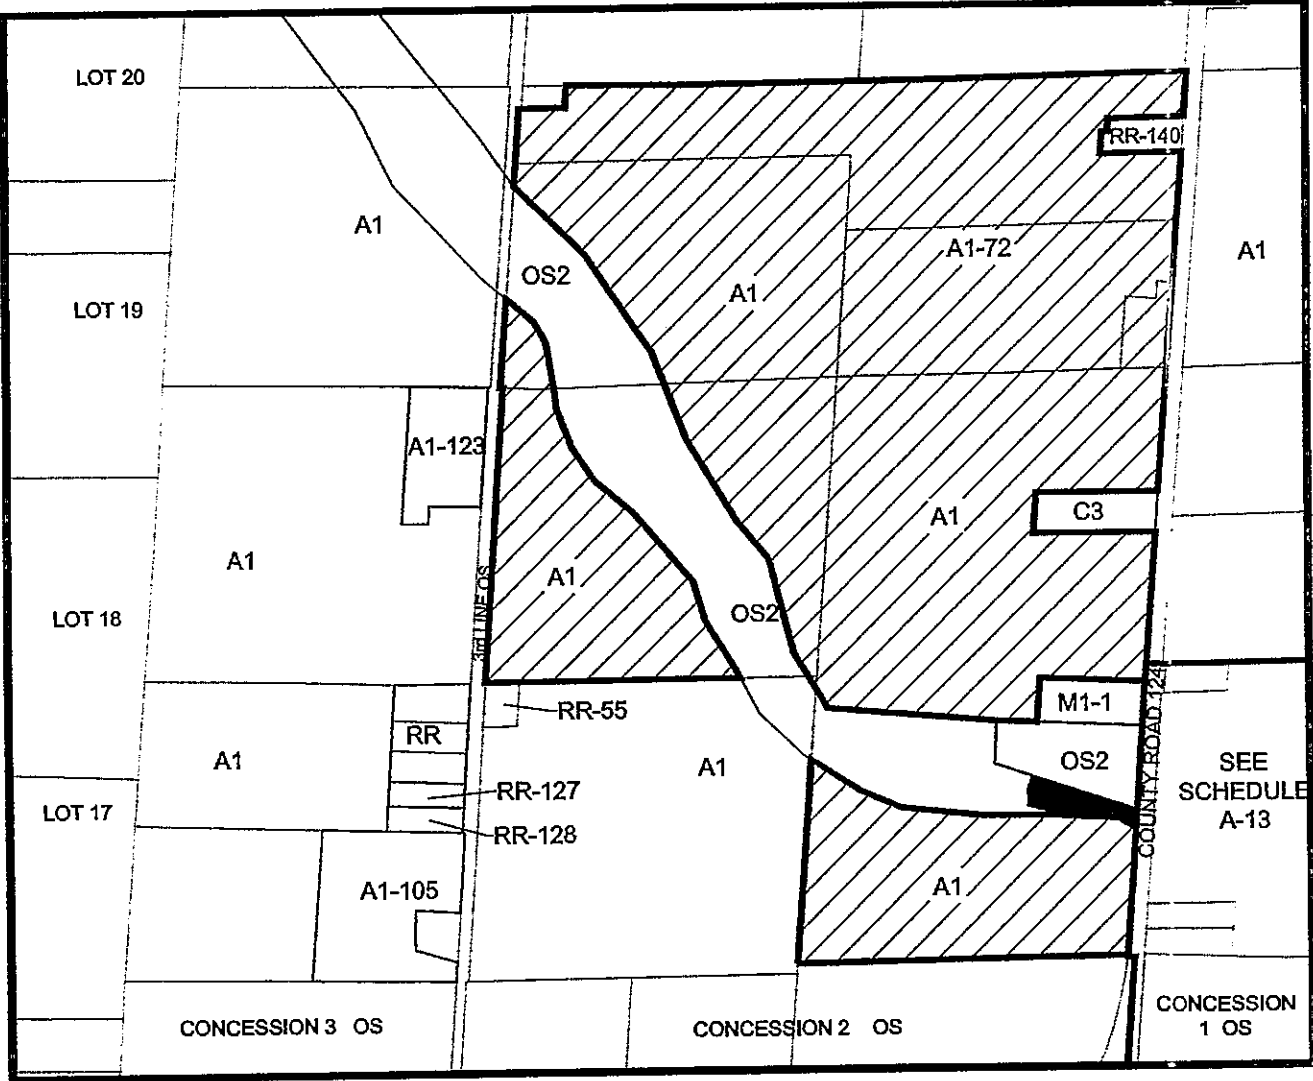 LOT 20
RR-140
A1
A1-72
A1
OS2
A1
LOT 19
A1-123
C3
A1
A1
A1
OS2
LOT 18
3rd LINE OS
M1-1
RR-55
RR
A1
A1
OS2
COUNTY ROAD 124
SEE
SCHEDULE
A-13
RR-127
LOT 17
RR-128
A1-105
A1
CONCESSION 3 OS
CONCESSION 2 OS
CONCESSION
1 OS